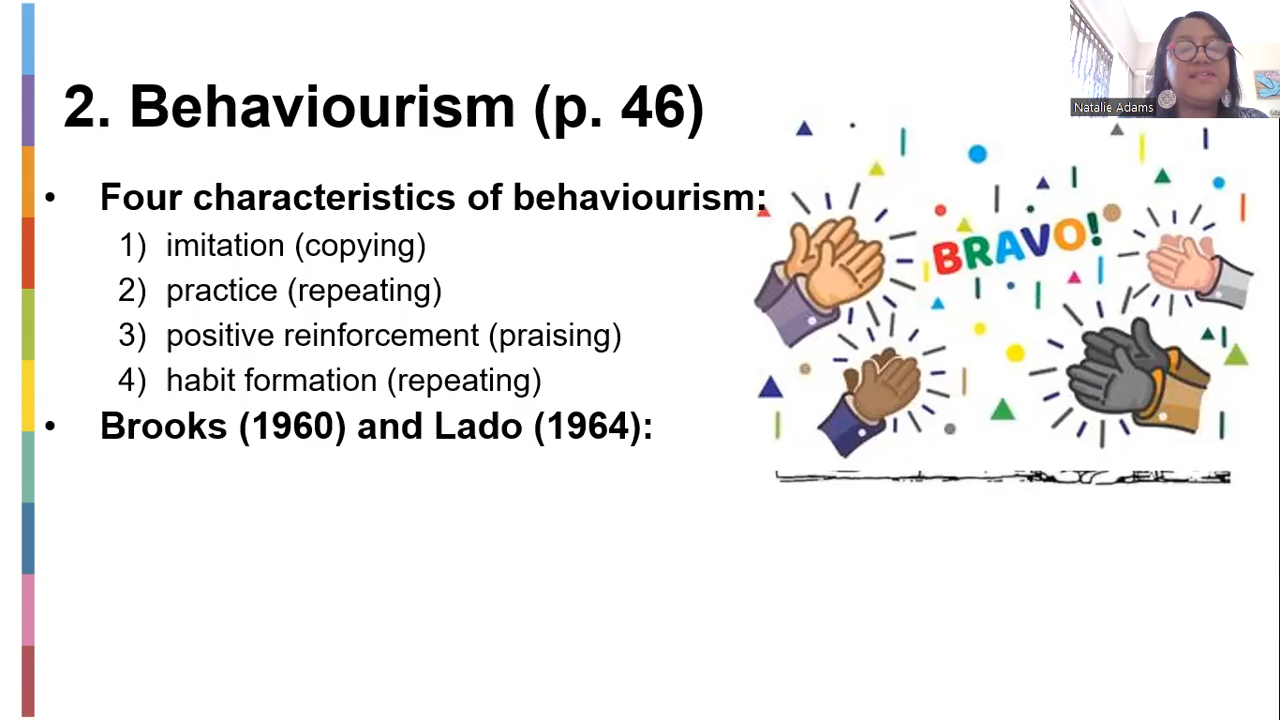 2. Behaviourism (p. 46)
Natalie Adams
• Four characteristics of behaviourism:
1) imitation (copying)
2) practice (repeating)
3) positive reinforcement (praising)
4) habit formation (repeating)
• Brooks (1960) and Lado (1964):
BRAVO!